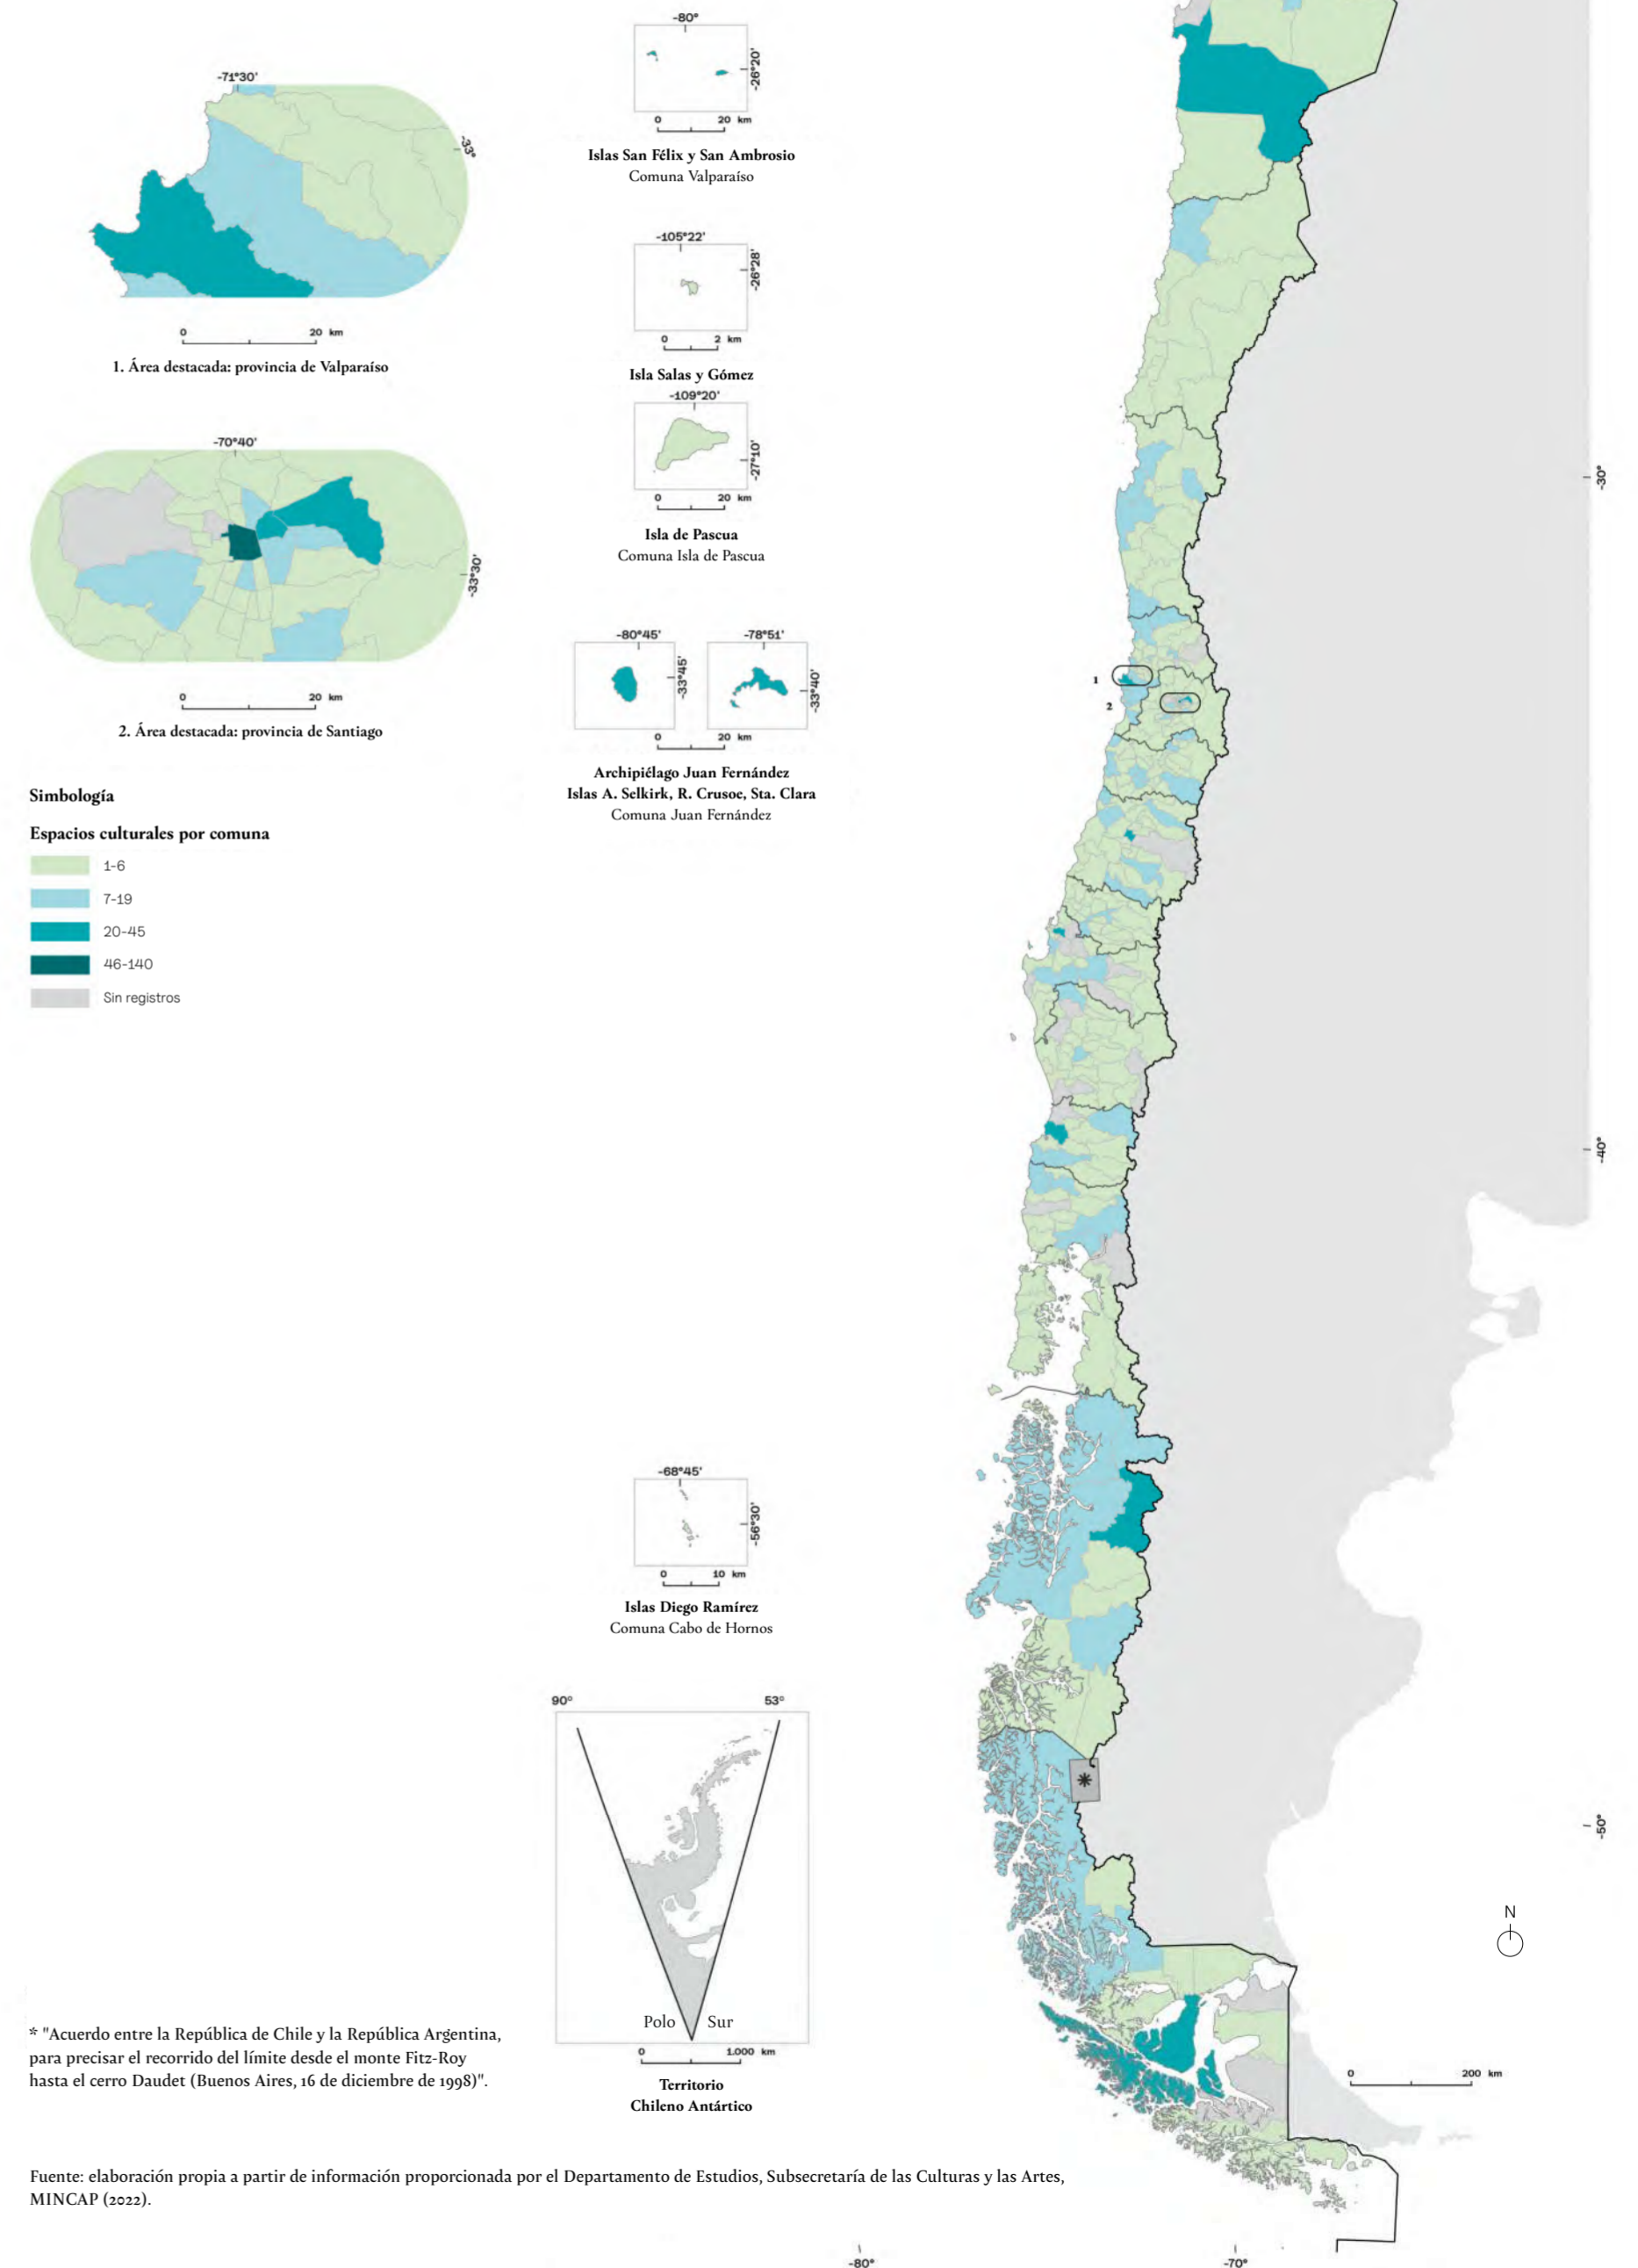 -71°30'
-33°
0 20 km
1. Área destacada: provincia de Valparaíso
-70°40'
-33°30'
0 20 km
2. Área destacada: provincia de Santiago
Simbología
Espacios culturales por comuna
1-6
7-19
20-45
46-140
Sin registros
-80°
-26°20'
0 20 km
Islas San Félix y San Ambrosio
Comuna Valparaíso
-105°22'
-26°28'
0 2 km
Isla Salas y Gómez
-109°20'
-27°10'
0 20 km
Isla de Pascua
Comuna Isla de Pascua
-80°45'
-33°45'
-78°51'
-33°40'
0 20 km
Archipiélago Juan Fernández
Islas A. Selkirk, R. Crusoe, Sta. Clara
Comuna Juan Fernández
-68°45'
-56°30'
0 10 km
Islas Diego Ramírez
Comuna Cabo de Hornos
90° 53°
Polo Sur
0 1.000 km
Territorio
Chileno Antártico
1
2
*
-30°
-40°
-50°
N
0 200 km
* "Acuerdo entre la República de Chile y la República Argentina,
para precisar el recorrido del límite desde el monte Fitz-Roy
hasta el cerro Daudet (Buenos Aires, 16 de diciembre de 1998)".
Fuente: elaboración propia a partir de información proporcionada por el Departamento de Estudios, Subsecretaría de las Culturas y las Artes,
MINCAP (2022).
-80° -70°